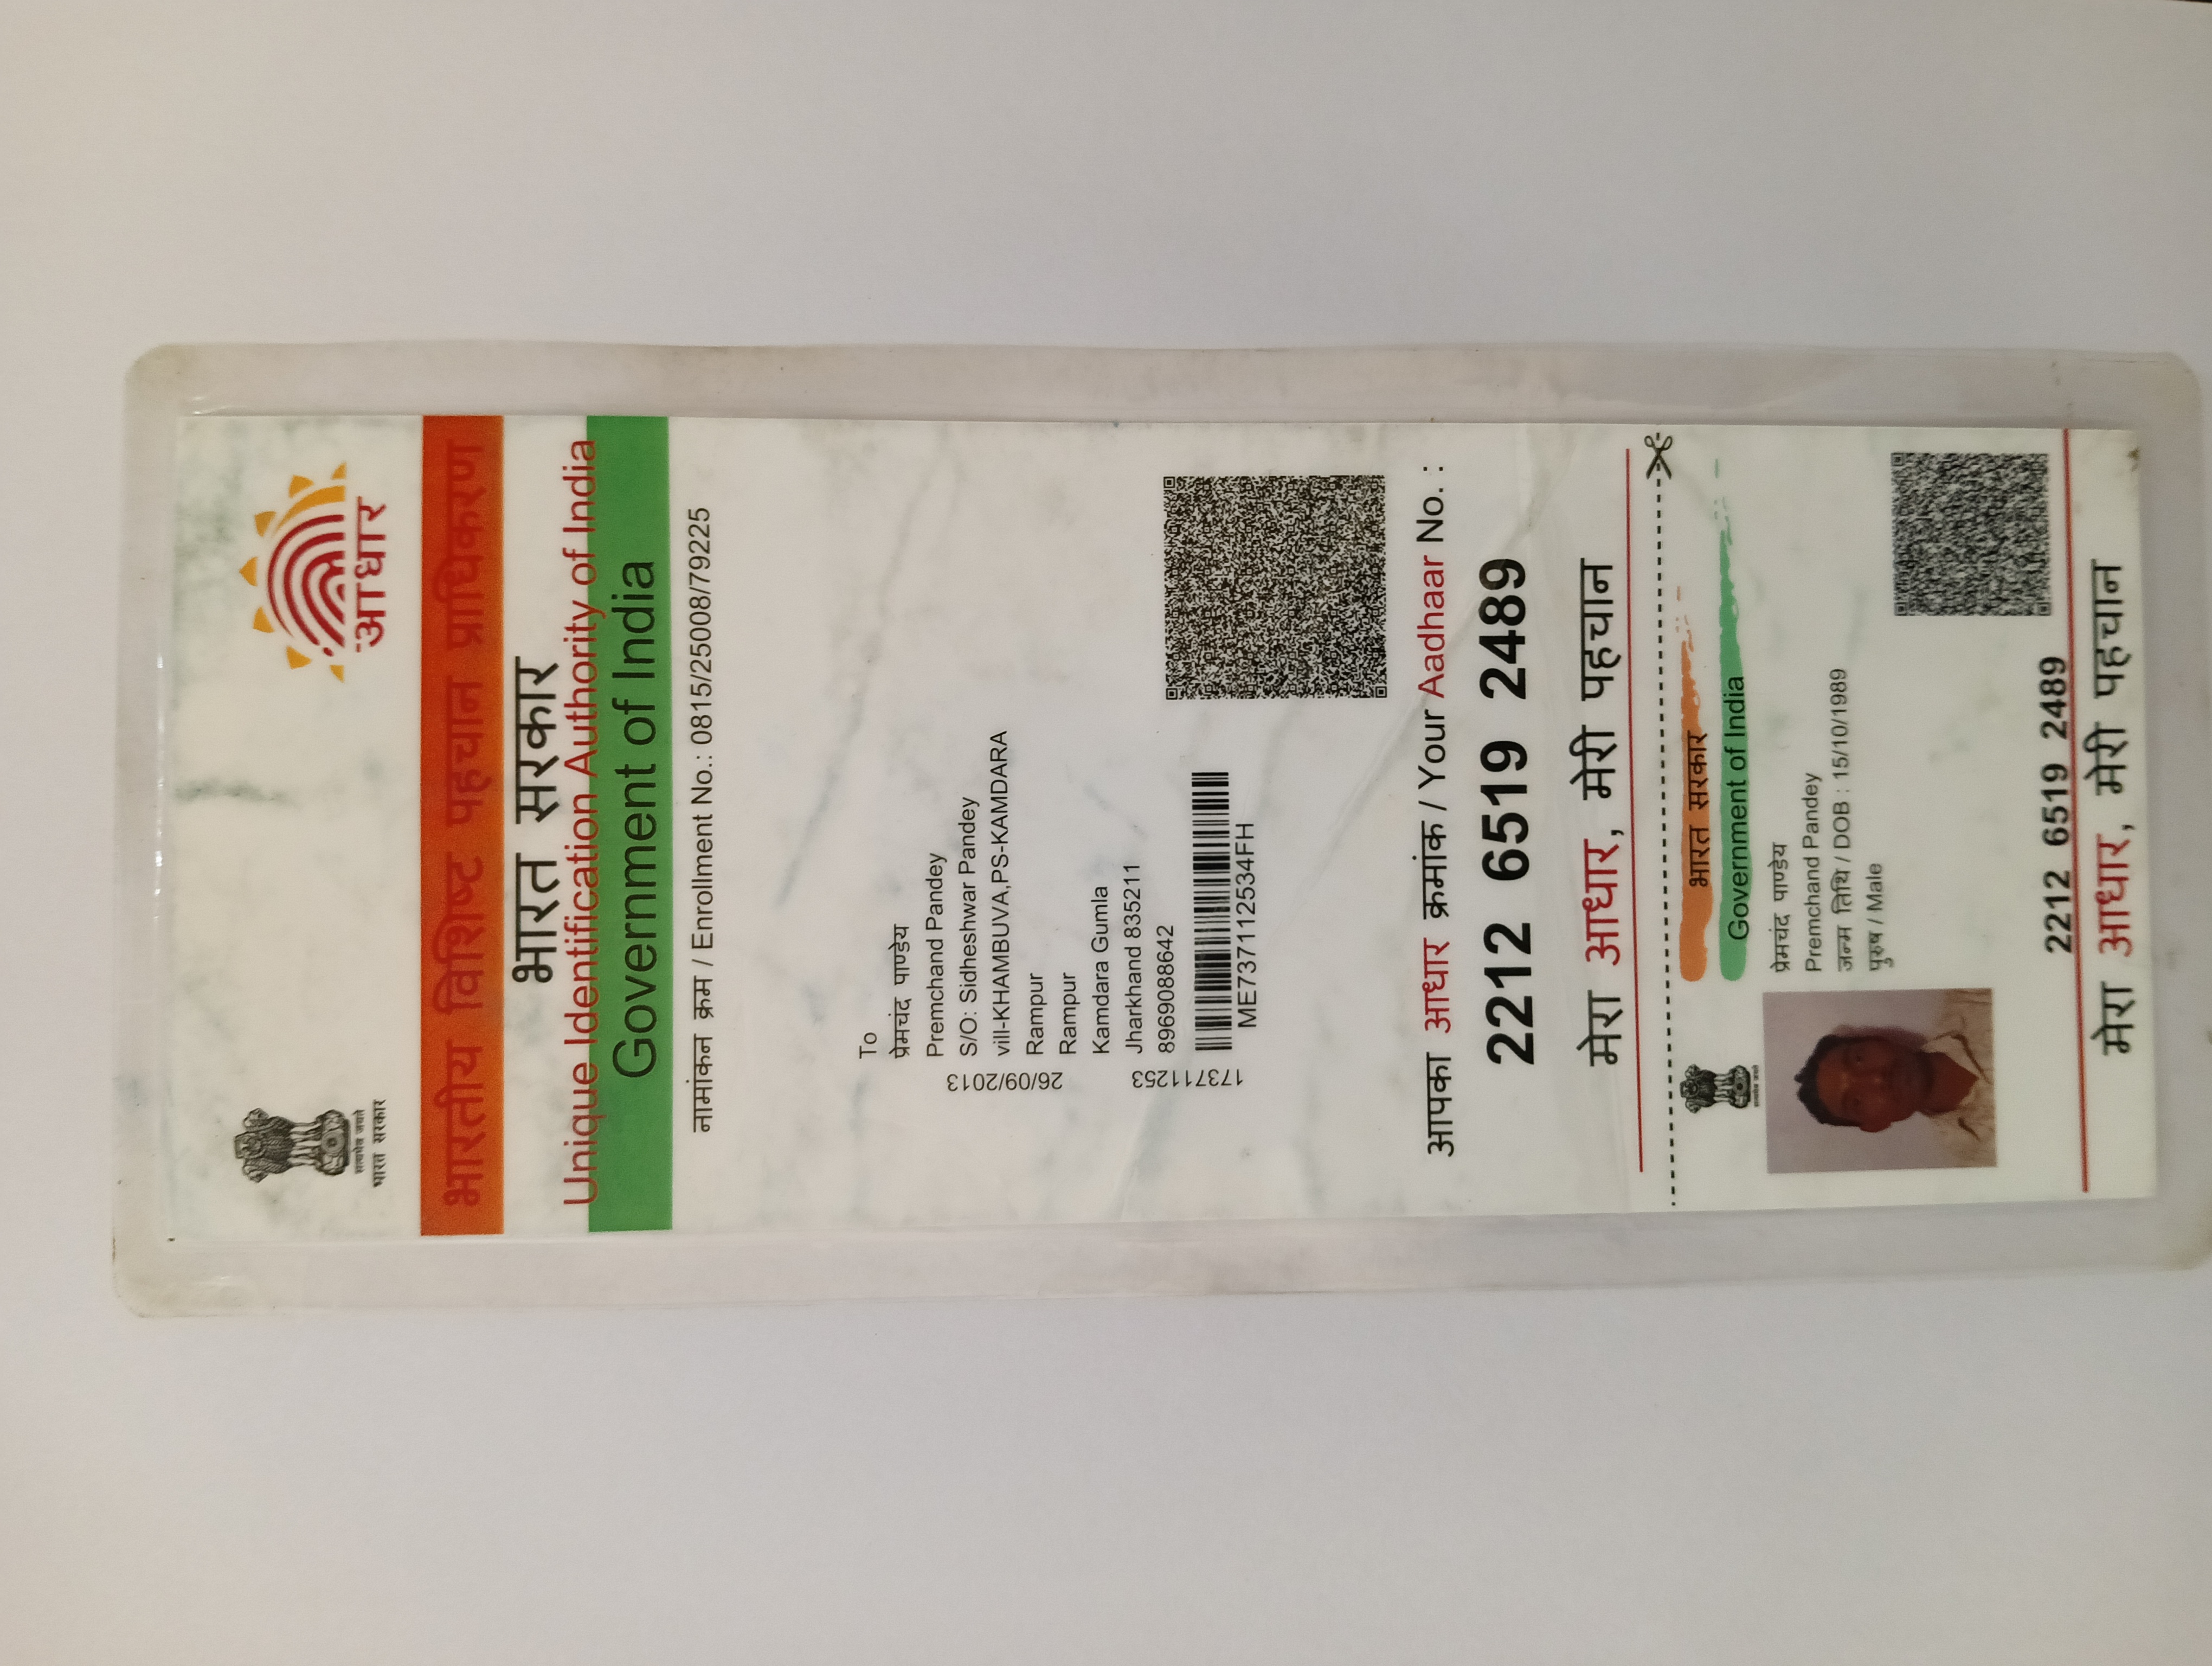 सत्यमेव जयते
भारत सरकार
आधार
भारतीय विशिष्ट पहचान प्राधिकरण
भारत सरकार
Unique Identification Authority of India
Government of India
नामांकन क्रम / Enrollment No.: 0815/25008/79225
To
प्रेमचंद पाण्डेय
Premchand Pandey
S/O: Sidheshwar Pandey
vill-KHAMBUVA,PS-KAMDARA
Rampur
Rampur
Kamdara Gumla
Jharkhand 835211
8969088642
26/09/2013
173711253
ME737112534FH
आपका आधार क्रमांक / Your Aadhaar No. :
2212 6519 2489
मेरा आधार, मेरी पहचान
सत्यमेव जयते
भारत सरकार
Government of India
प्रेमचंद पाण्डेय
Premchand Pandey
जन्म तिथि / DOB : 15/10/1989
पुरुष / Male
2212 6519 2489
मेरा आधार, मेरी पहचान